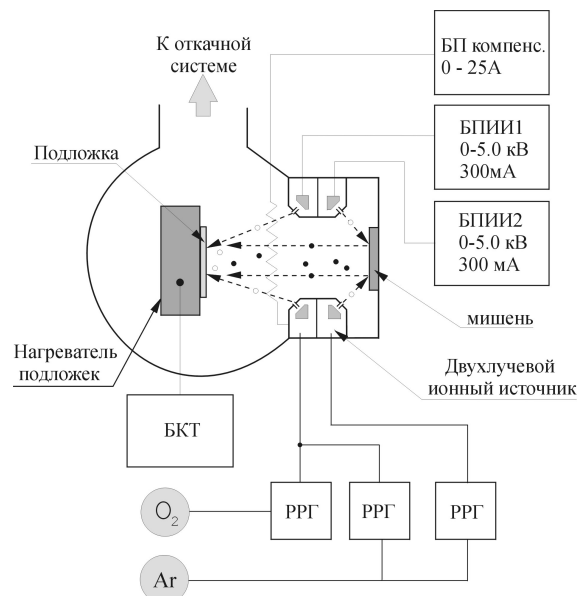 К откачной
системе
БП компенс.
0 - 25А
Подложка
БПИИ1
0-5.0 кВ
300мА
БПИИ2
0-5.0 кВ
300 мА
мишень
Нагреватель
подложек
Двухлучевой
ионный источник
БКТ
O2
РРГ
РРГ
РРГ
Ar